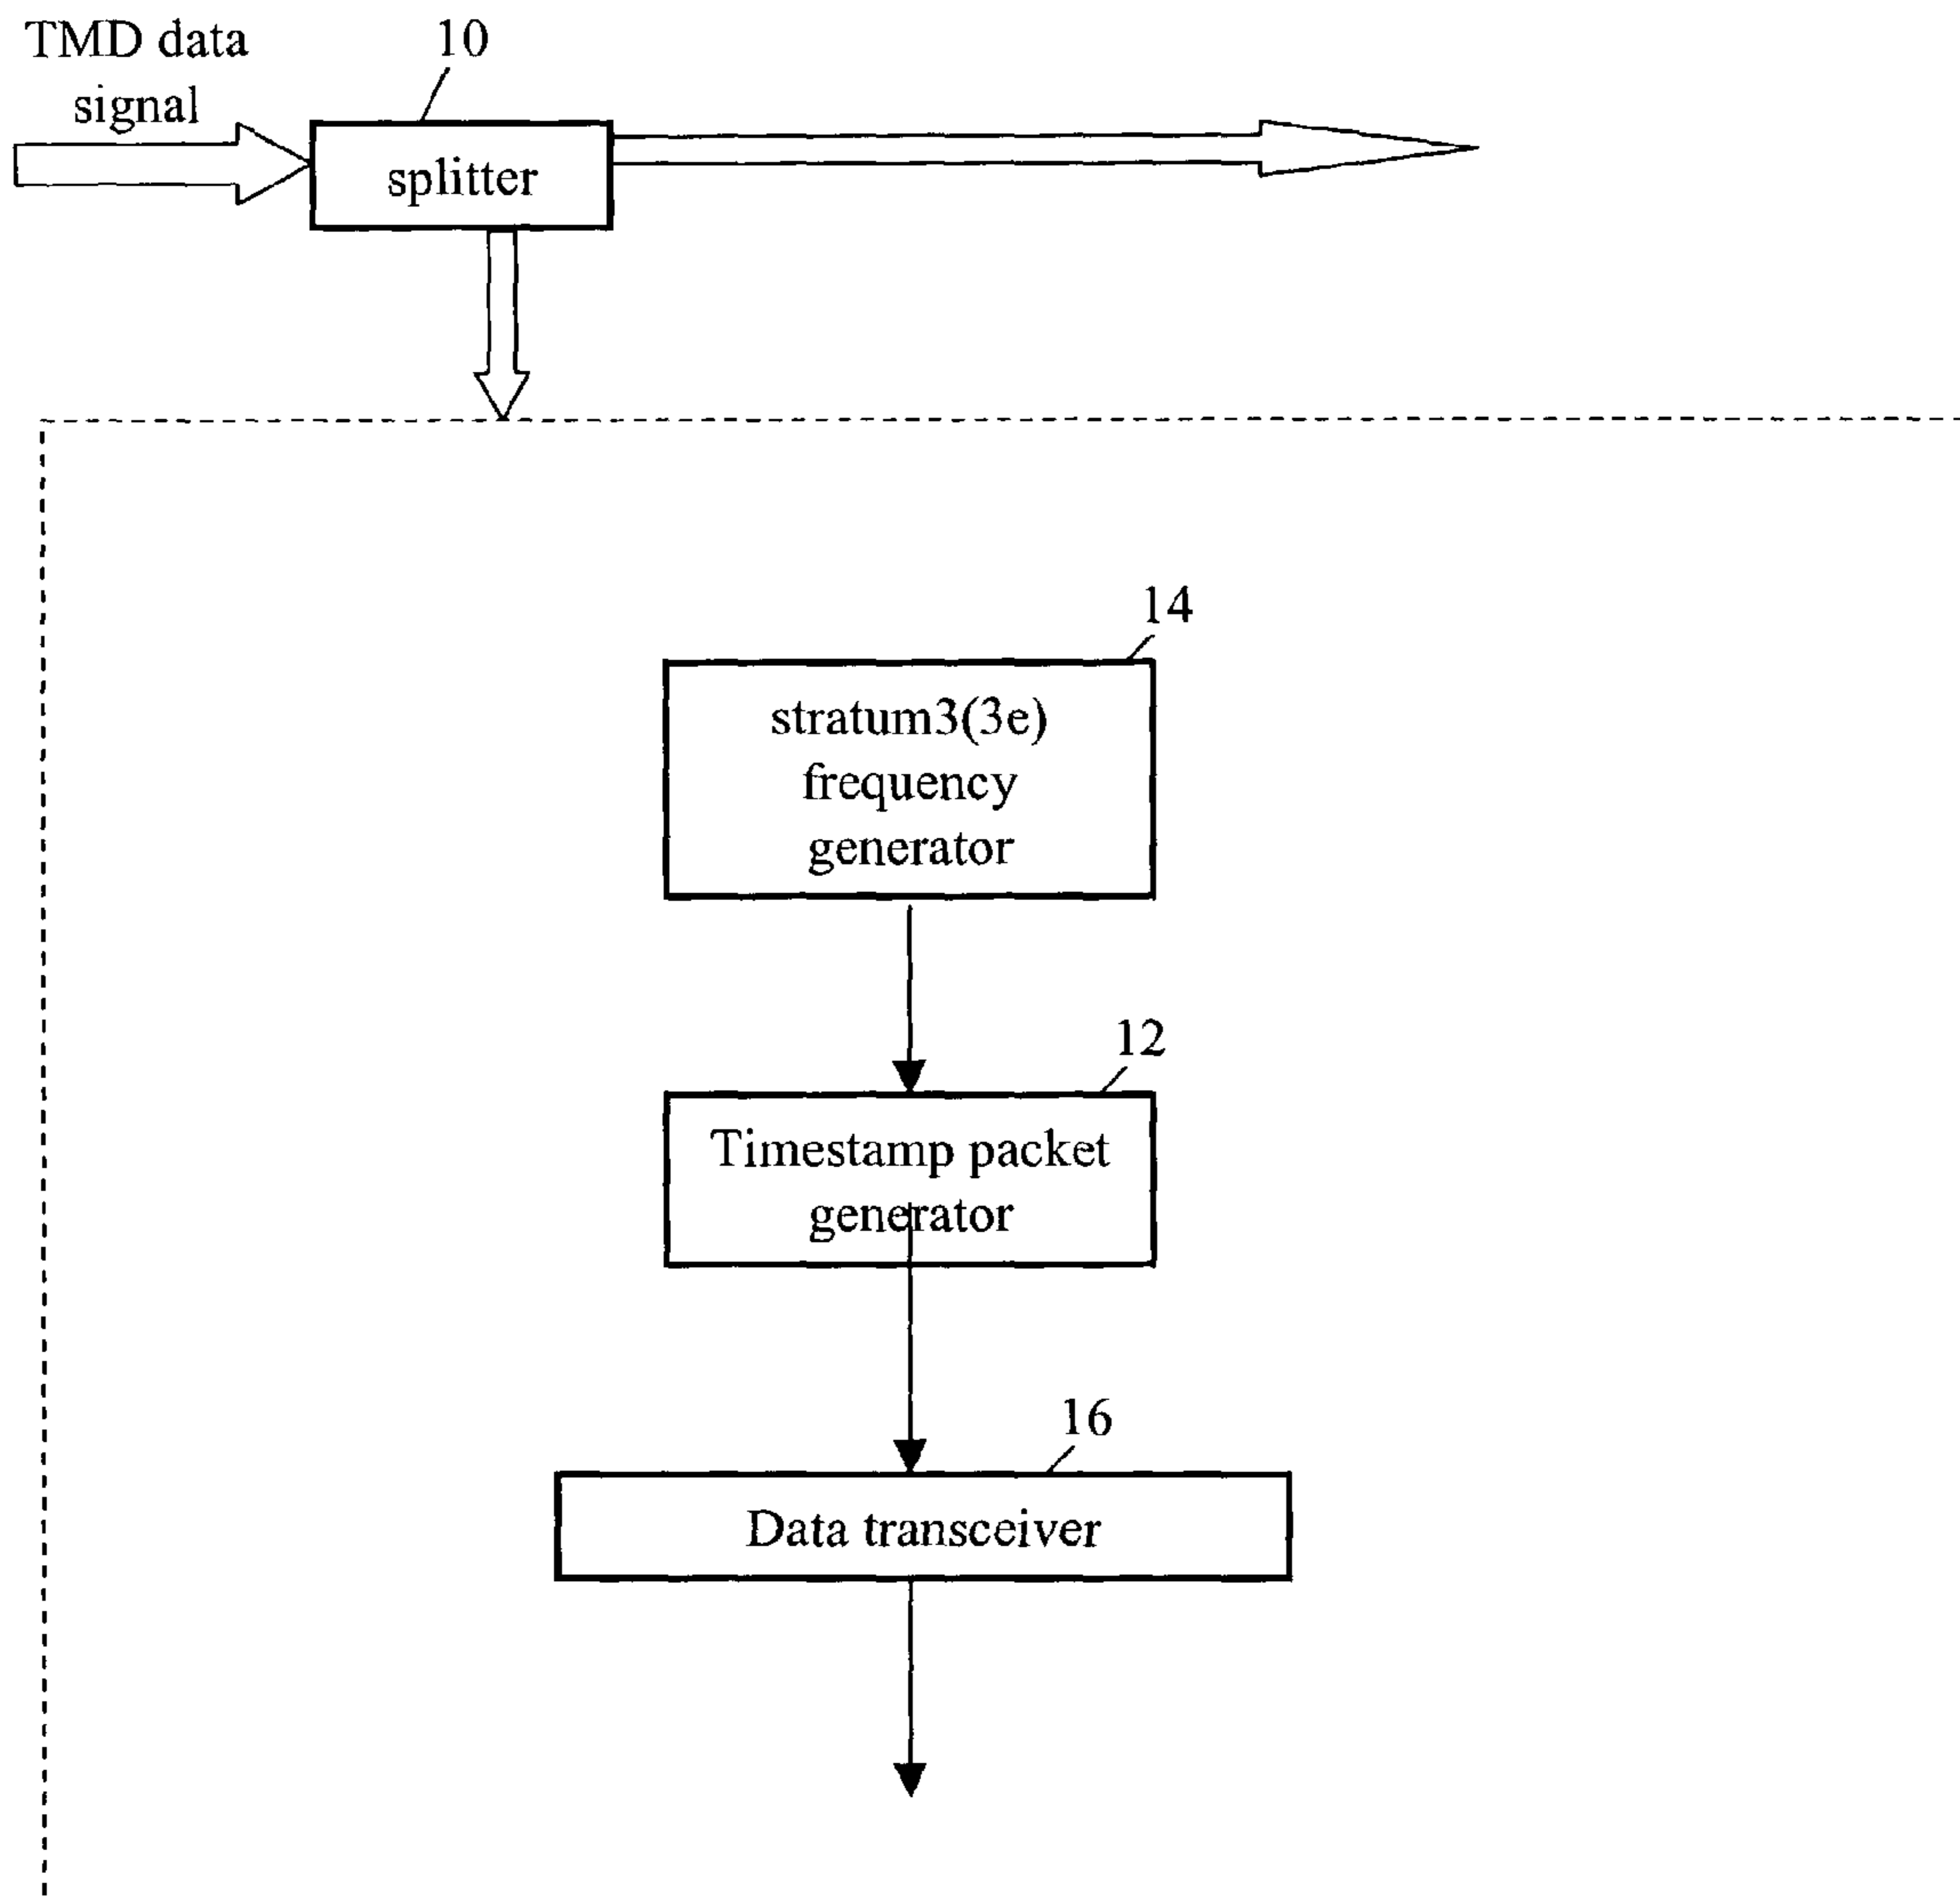 TMD data
signal
10
splitter
14
stratum3(3e)
frequency
generator
12
Timestamp packet
generator
16
Data transceiver